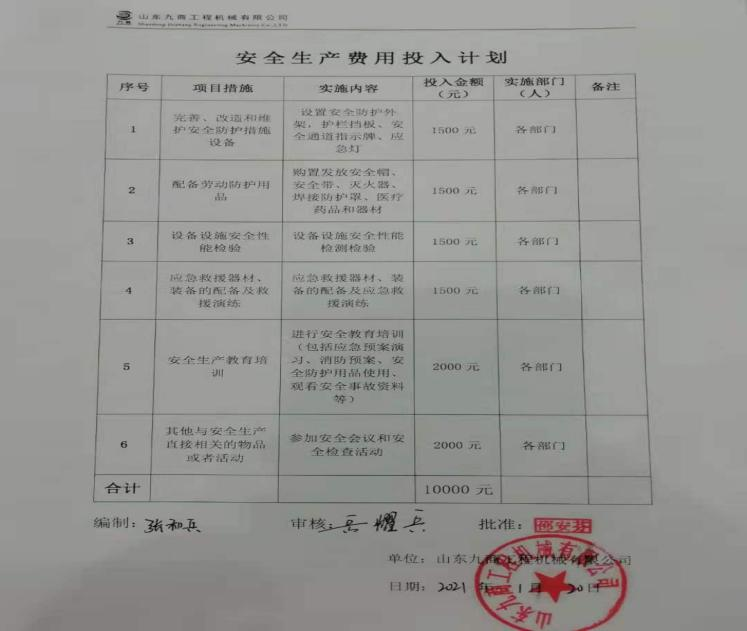 山东九商工程机械有限公司
安全生产费用投入计划
序号 项目措施 实施内容 投入金额（元） 实施部门（人） 备注
1 完善、改造和维护安全防护措施设备 设置安全防护外架，护栏挡板、安全通道指示牌、应急灯 1500 元 各部门
2 配备劳动防护用品 购置发放安全帽、安全带、灭火器、焊接防护罩、医疗药品和器材 1500 元 各部门
3 设备设施安全性能检验 设备设施安全性能检测检验 1500 元 各部门
4 应急救援器材、装备的配备及救援演练 应急救援器材、装备的配备及应急救援演练 1500 元 各部门
5 安全生产教育培训 进行安全教育培训（包括应急预案演习、消防预案、安全防护用品使用、观看安全事故资料等） 2000 元 各部门
6 其他与安全生产直接相关的物品或者活动 参加安全会议和安全检查活动 2000 元 各部门
合计 10000 元
编制：张和兵 审核：岳耀兵 批准：
单位：山东九商工程机械有限公司
日期：2021 年 1 月 20 日
山东九商工程机械有限公司